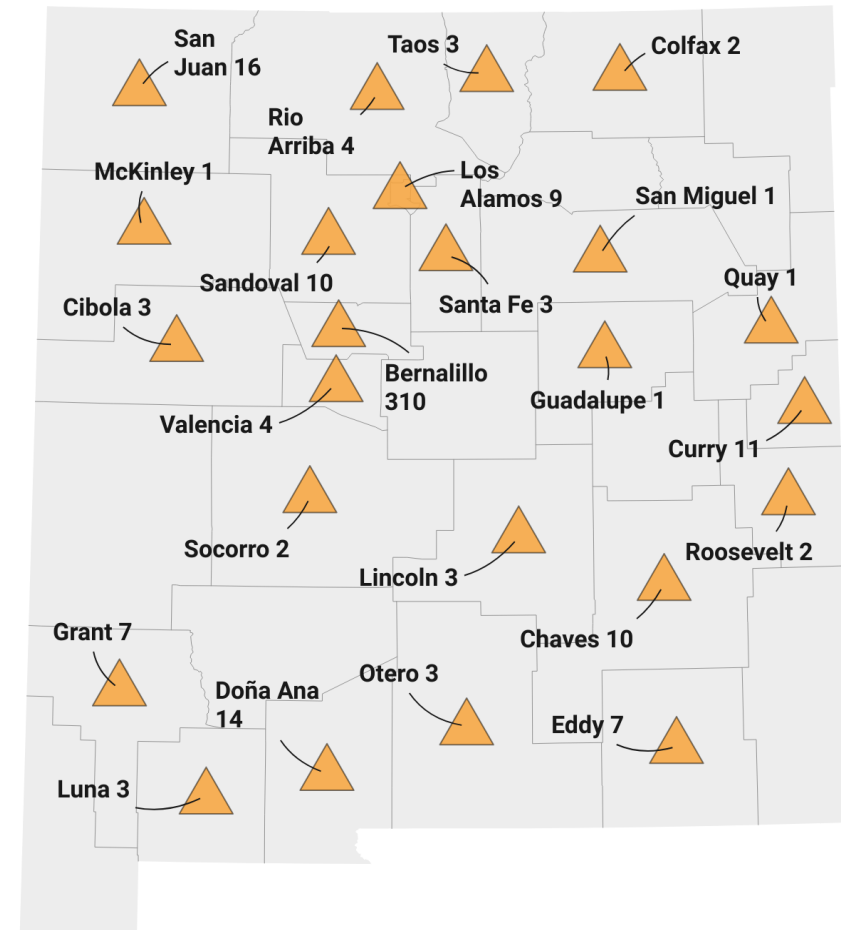 San
Juan 16
Taos 3
Colfax 2
Rio
Arriba 4
McKinley 1
Los
Alamos 9
San Miguel 1
Sandoval 10
Santa Fe 3
Quay 1
Cibola 3
Bernalillo
310
Guadalupe 1
Valencia 4
Curry 11
Socorro 2
Lincoln 3
Roosevelt 2
Grant 7
Chaves 10
Doña Ana
14
Otero 3
Eddy 7
Luna 3